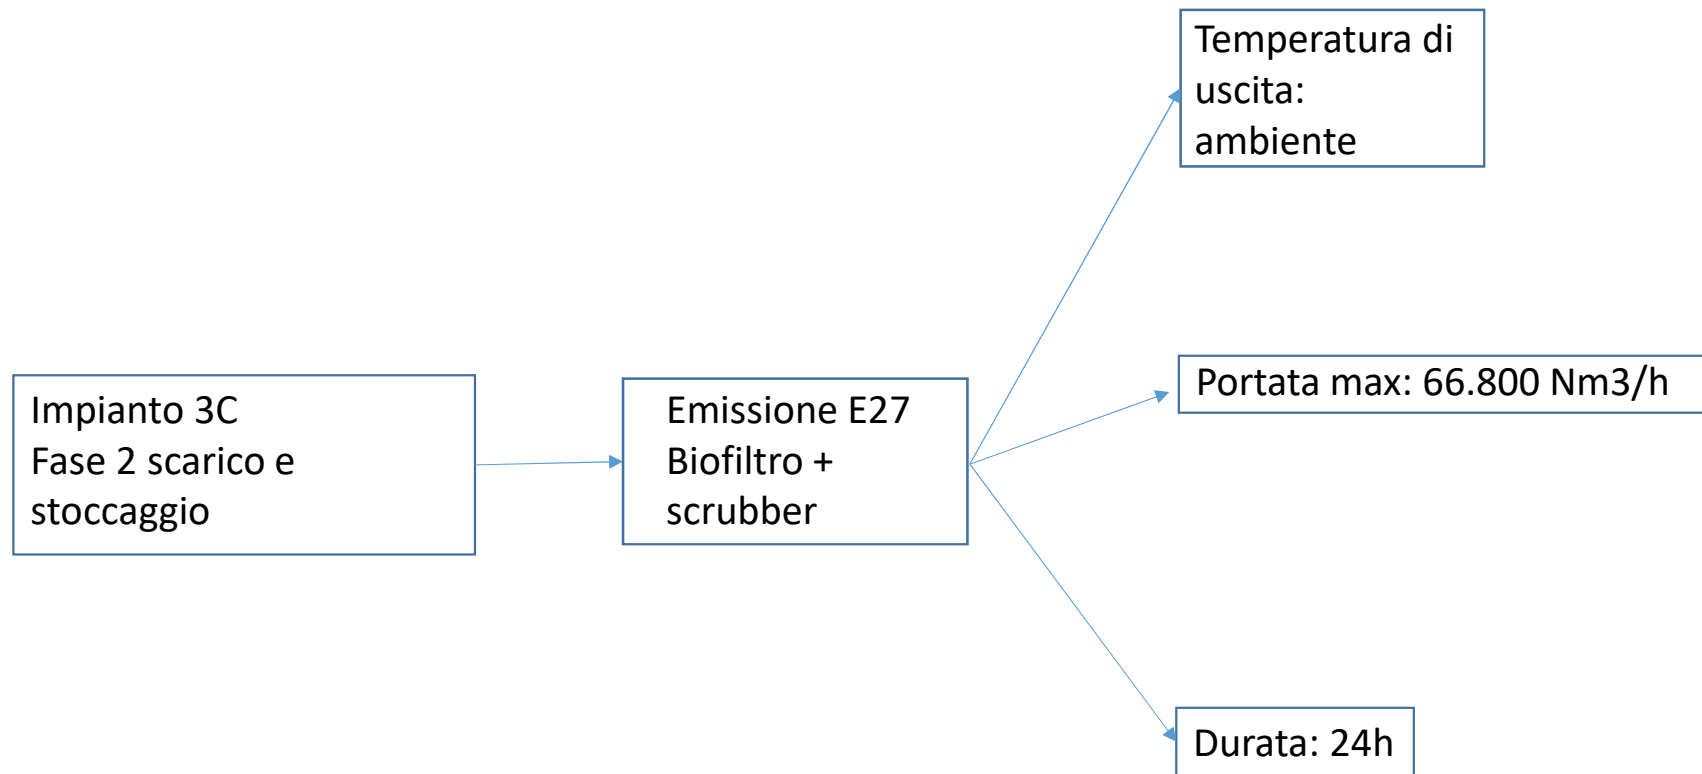 Temperatura di
uscita:
ambiente
Portata max: 66.800 Nm3/h
Impianto 3C
Fase 2 scarico e
stoccaggio
Emissione E27
Biofiltro +
scrubber
Durata: 24h